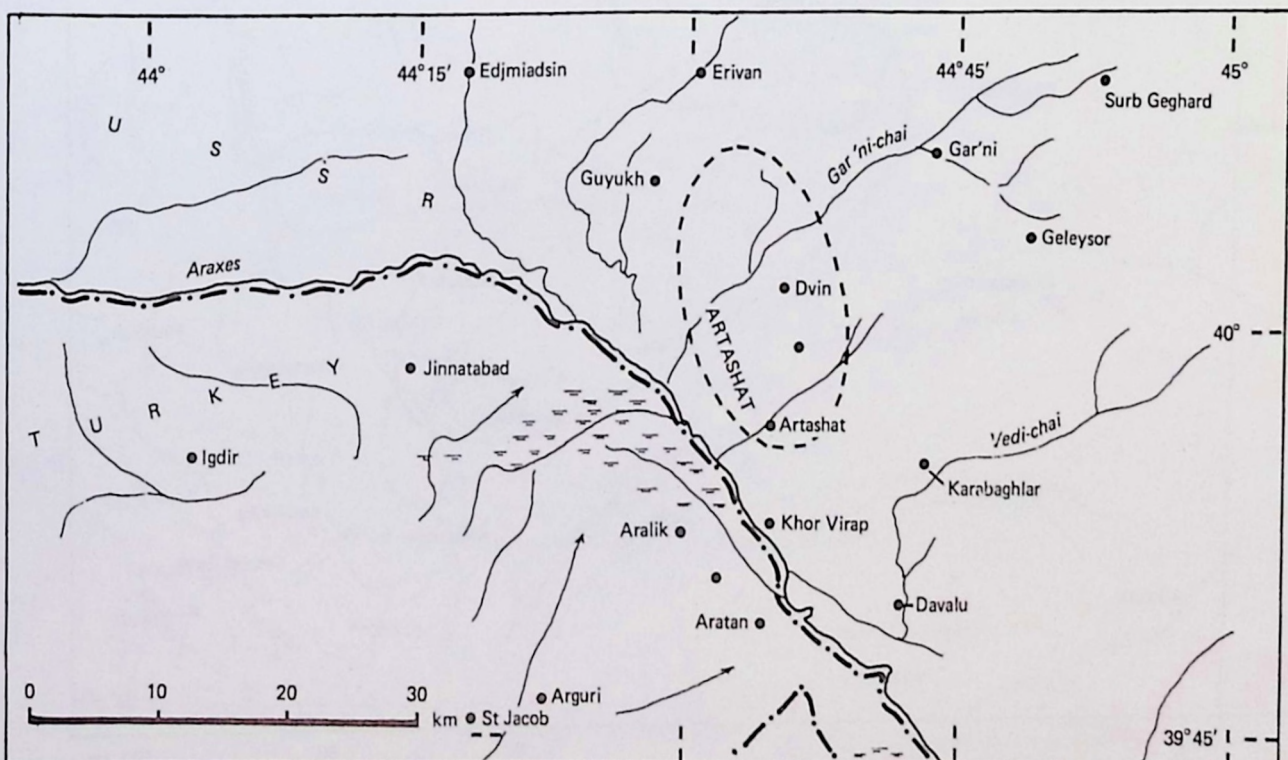 44°
44° 15'
44° 45'
45°
Edjmiadsin
Erivan
Surb Geghard
U S S R
Gar'ni-chai
Gar'ni
Guyukh
Geleysor
Araxes
Dvin
ARTASHAT
40°
Jinnatabad
TURKEY
Artashat
Vedi-chai
Igdir
Karabaghlar
Aralik
Khor Virap
Davalu
Aratan
0 10 20 30
km
Arguri
St Jacob
39° 45'